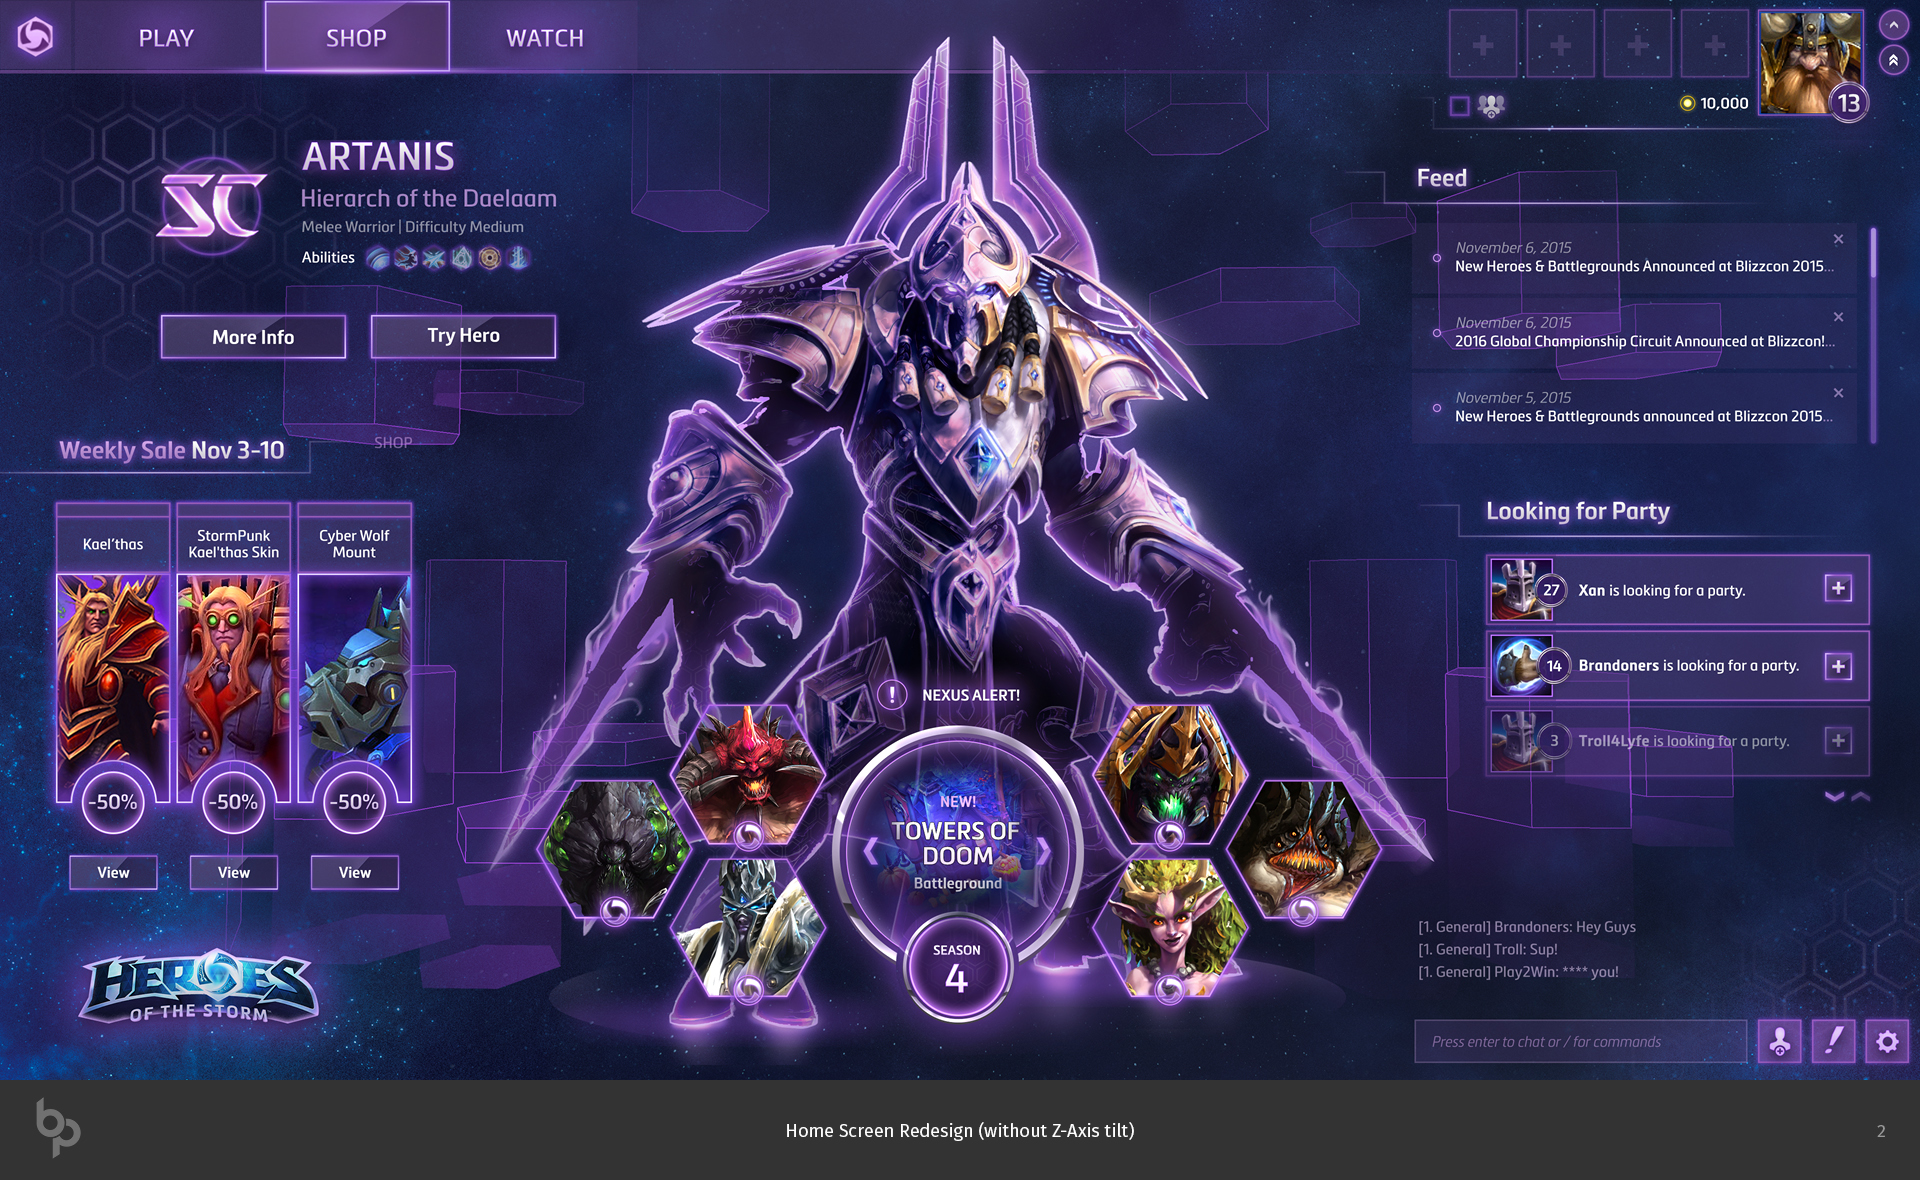 PLAY
SHOP
WATCH
13
10,000
ARTANIS
Hierarch of the Daelaam
Melee Warrior | Difficulty Medium
Abilities
SC
More Info
Try Hero
Feed
November 6, 2015
New Heroes & Battlegrounds Announced at Blizzcon 2015...
November 6, 2015
2016 Global Championship Circuit Announced at Blizzcon!...
November 5, 2015
New Heroes & Battlegrounds announced at Blizzcon 2015...
SHOP
Weekly Sale Nov 3-10
Kael'thas
StormPunk
Kael'thas Skin
Cyber Wolf
Mount
-50%
-50%
-50%
View
View
View
Looking for Party
27
Xan is looking for a party.
14
Brandoners is looking for a party.
3
Troll4Lyfe is looking for a party.
! NEXUS ALERT!
NEW!
TOWERS OF
DOOM
Battleground
SEASON
4
HEROES
OF THE STORM
[1. General] Brandoners: Hey Guys
[1. General] Troll: Sup!
[1. General] Play2Win: **** you!
Press enter to chat or / for commands
bp
Home Screen Redesign (without Z-Axis tilt)
2